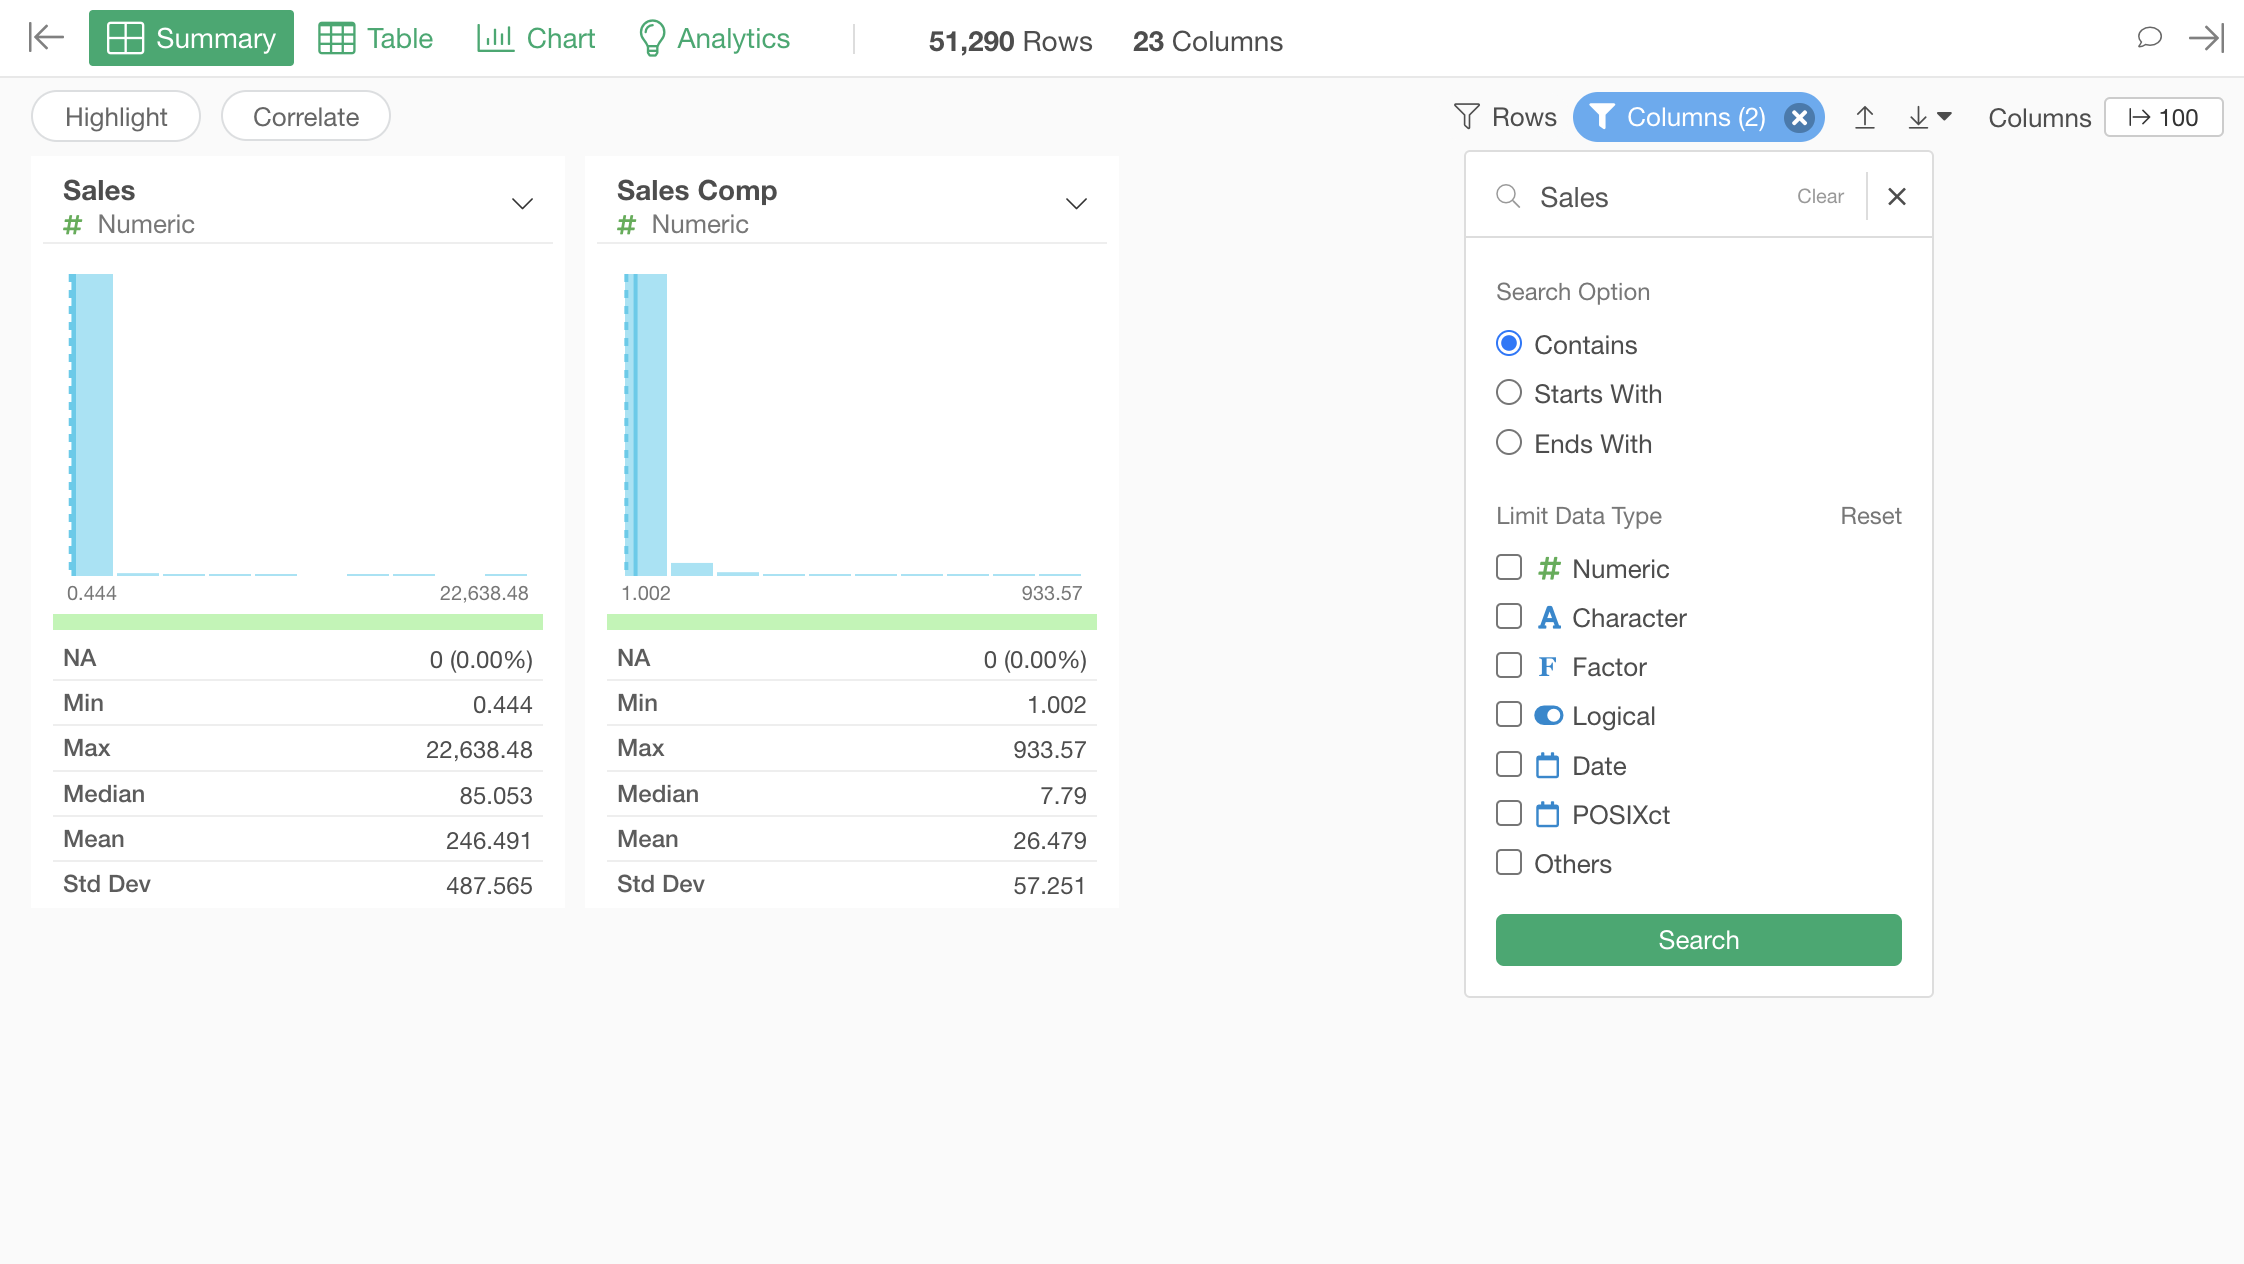 Summary Table Chart Analytics 51,290 Rows 23 Columns
Highlight Correlate Rows Columns (2) Columns 100
Sales
# Numeric
0.444 22,638.48
NA 0 (0.00%)
Min 0.444
Max 22,638.48
Median 85.053
Mean 246.491
Std Dev 487.565
Sales Comp
# Numeric
1.002 933.57
NA 0 (0.00%)
Min 1.002
Max 933.57
Median 7.79
Mean 26.479
Std Dev 57.251
Sales Clear
Search Option
Contains
Starts With
Ends With
Limit Data Type Reset
# Numeric
A Character
F Factor
Logical
Date
POSIXct
Others
Search